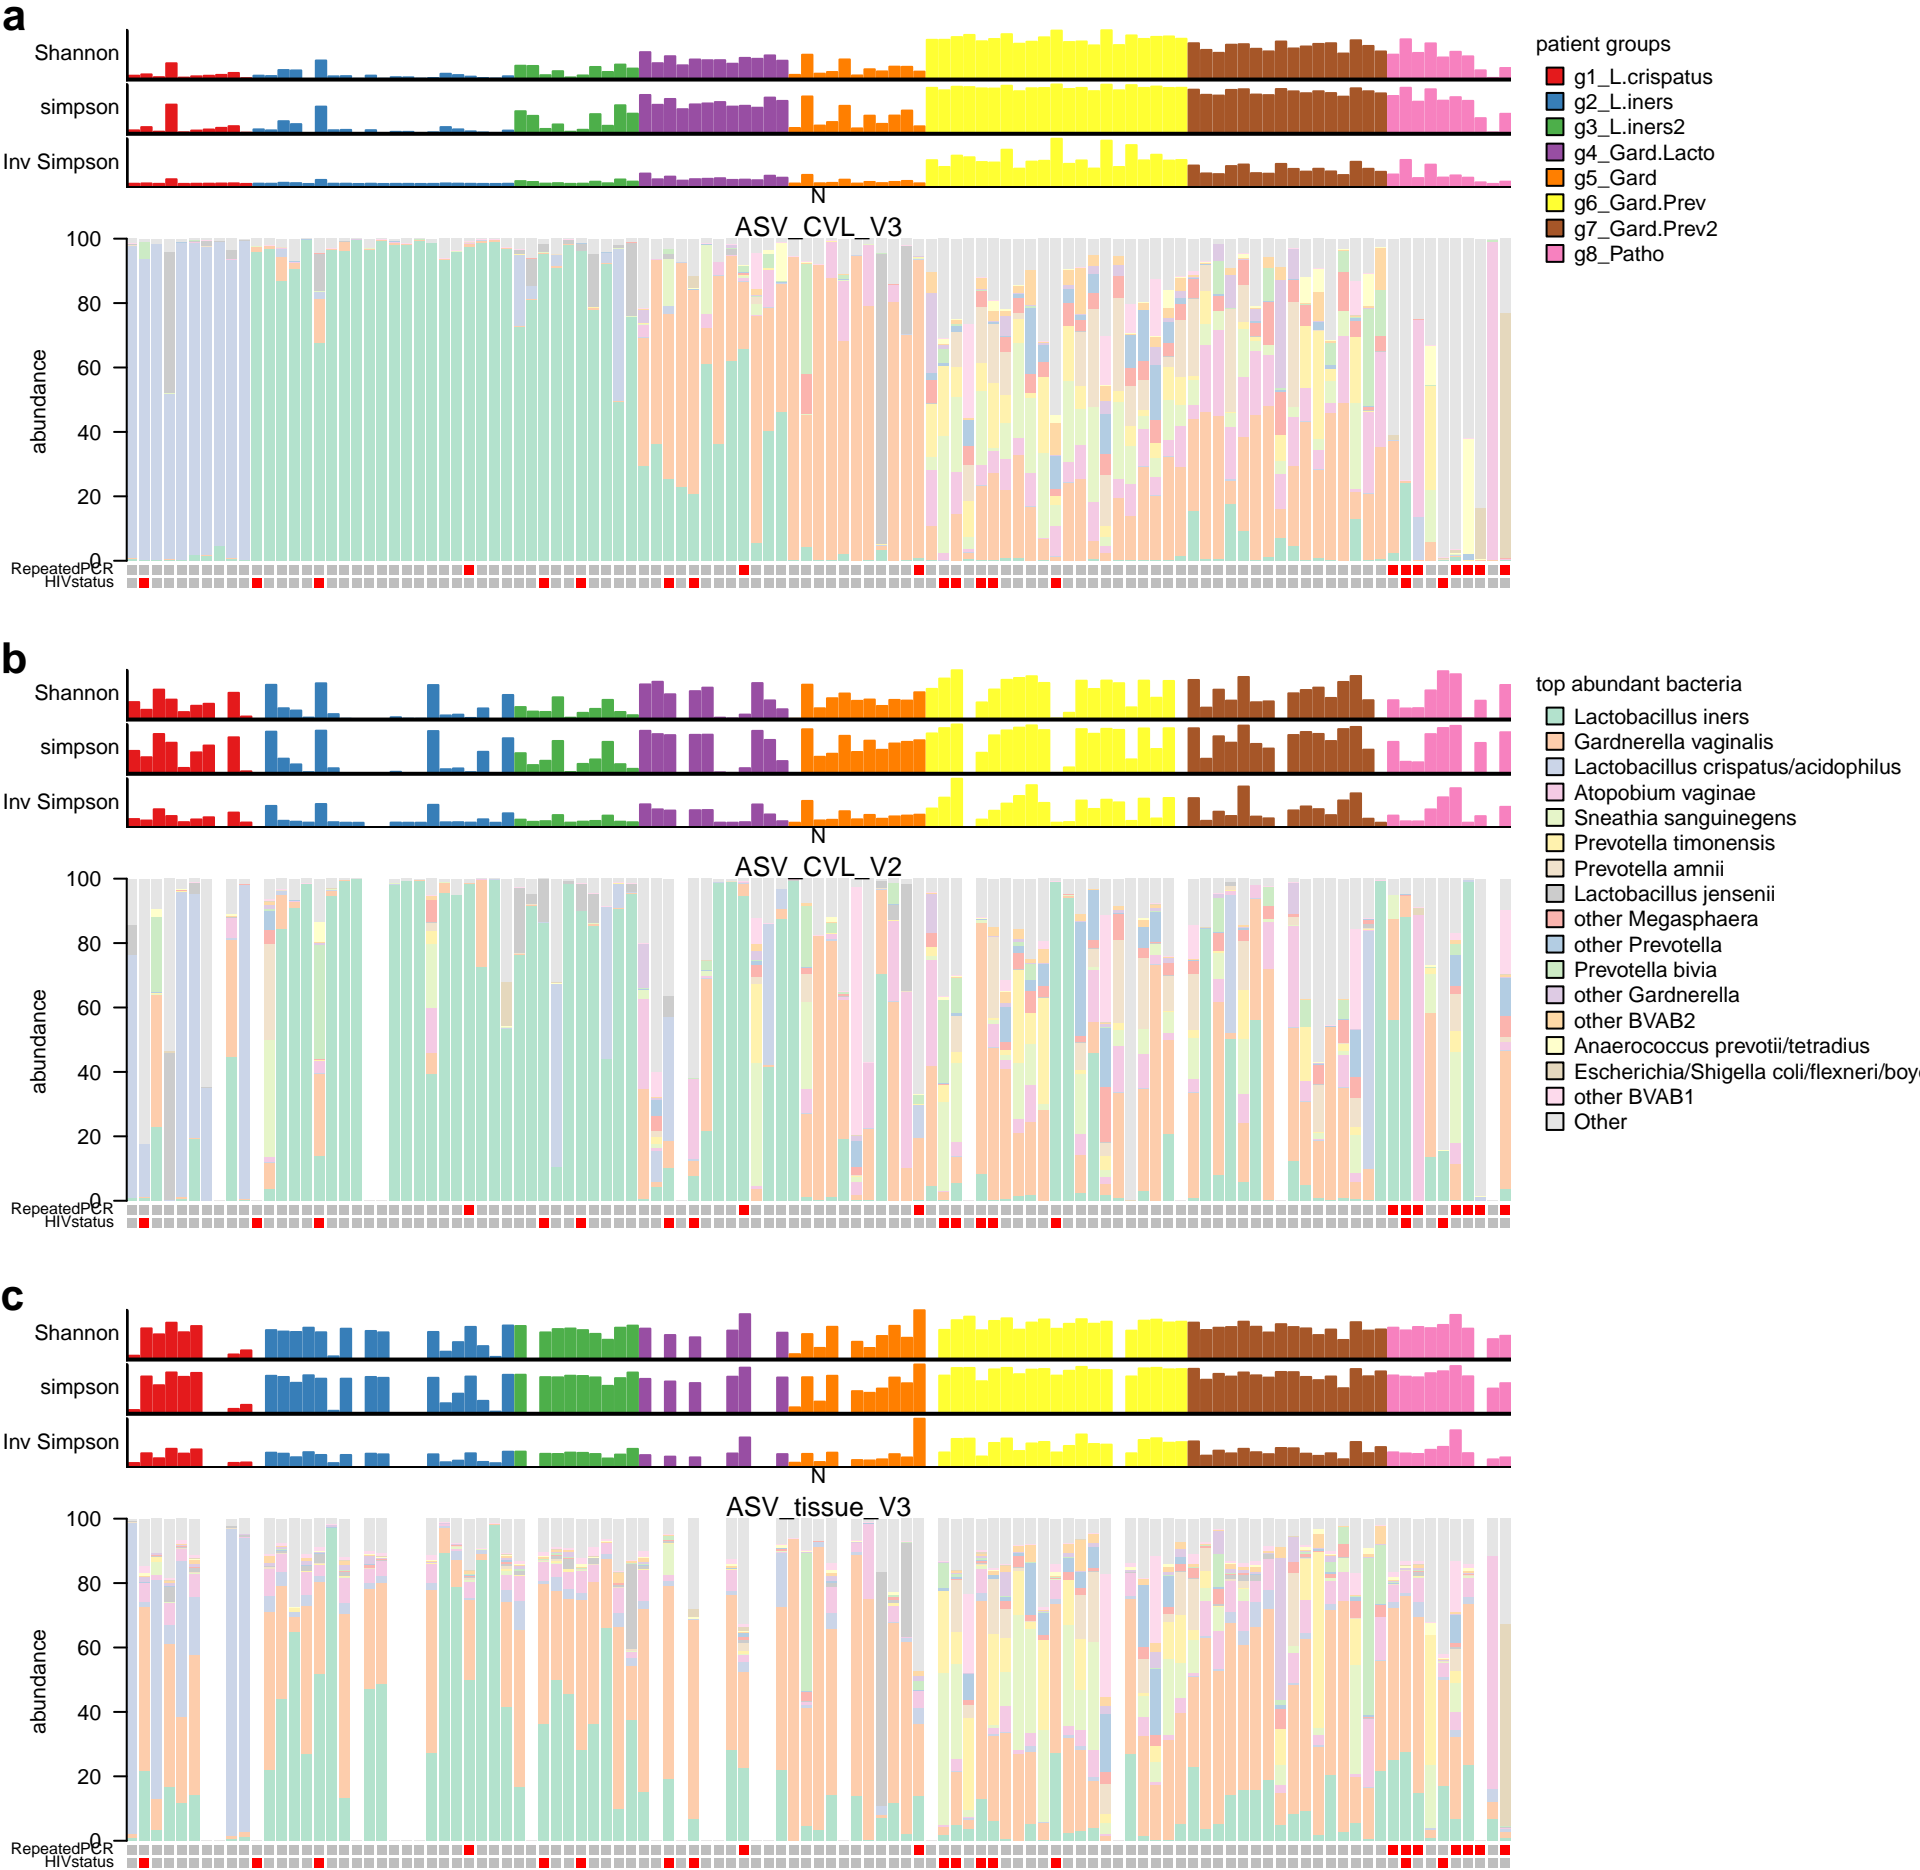 a
Shannon
simpson
Inv Simpson
N
ASV_CVL_V3
100
80
60
40
20
0
abundance
RepeatedPCR
HIVstatus
patient groups
g1_L.crispatus
g2_L.iners
g3_L.iners2
g4_Gard.Lacto
g5_Gard
g6_Gard.Prev
g7_Gard.Prev2
g8_Patho
b
Shannon
simpson
Inv Simpson
N
ASV_CVL_V2
100
80
60
40
20
0
abundance
RepeatedPCR
HIVstatus
top abundant bacteria
Lactobacillus iners
Gardnerella vaginalis
Lactobacillus crispatus/acidophilus
Atopobium vaginae
Sneathia sanguinegens
Prevotella timonensis
Prevotella amnii
Lactobacillus jensenii
other Megasphaera
other Prevotella
Prevotella bivia
other Gardnerella
other BVAB2
Anaerococcus prevotii/tetradius
Escherichia/Shigella coli/flexneri/boy
other BVAB1
Other
c
Shannon
simpson
Inv Simpson
N
ASV_tissue_V3
100
80
60
40
20
0
abundance
RepeatedPCR
HIVstatus